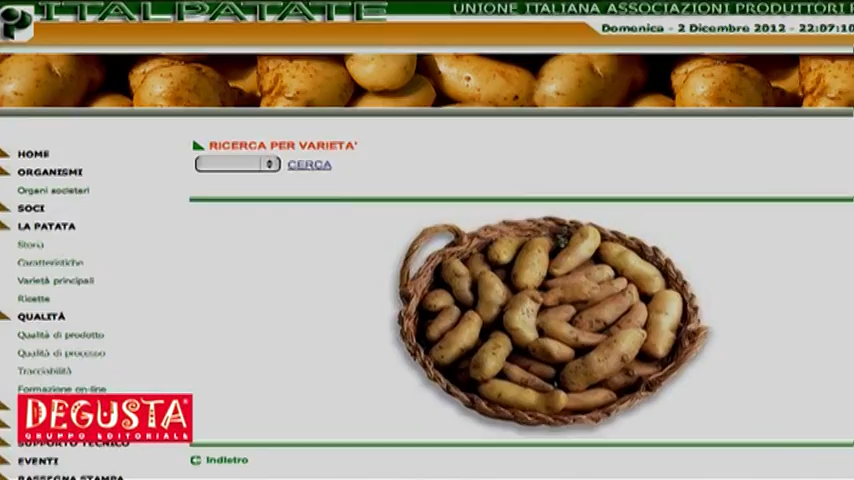 ITALPATATE
UNIONE ITALIANA ASSOCIAZIONI PRODUTTORI
Domenica - 2 Dicembre 2012 - 22:07:10
RICERCA PER VARIETA'
CERCA
HOME
ORGANISMI
Organi societari
SOCI
LA PATATA
Storia
Caratteristiche
Varietà principali
Ricette
QUALITÀ
Qualità di prodotto
Qualità di processo
Tracciabilità
Formazione on-line
DEGUSTA
GRUPPO EDITORIALE
SUPPORTO TECNICO
EVENTI
RASSEGNA STAMPA
Indietro